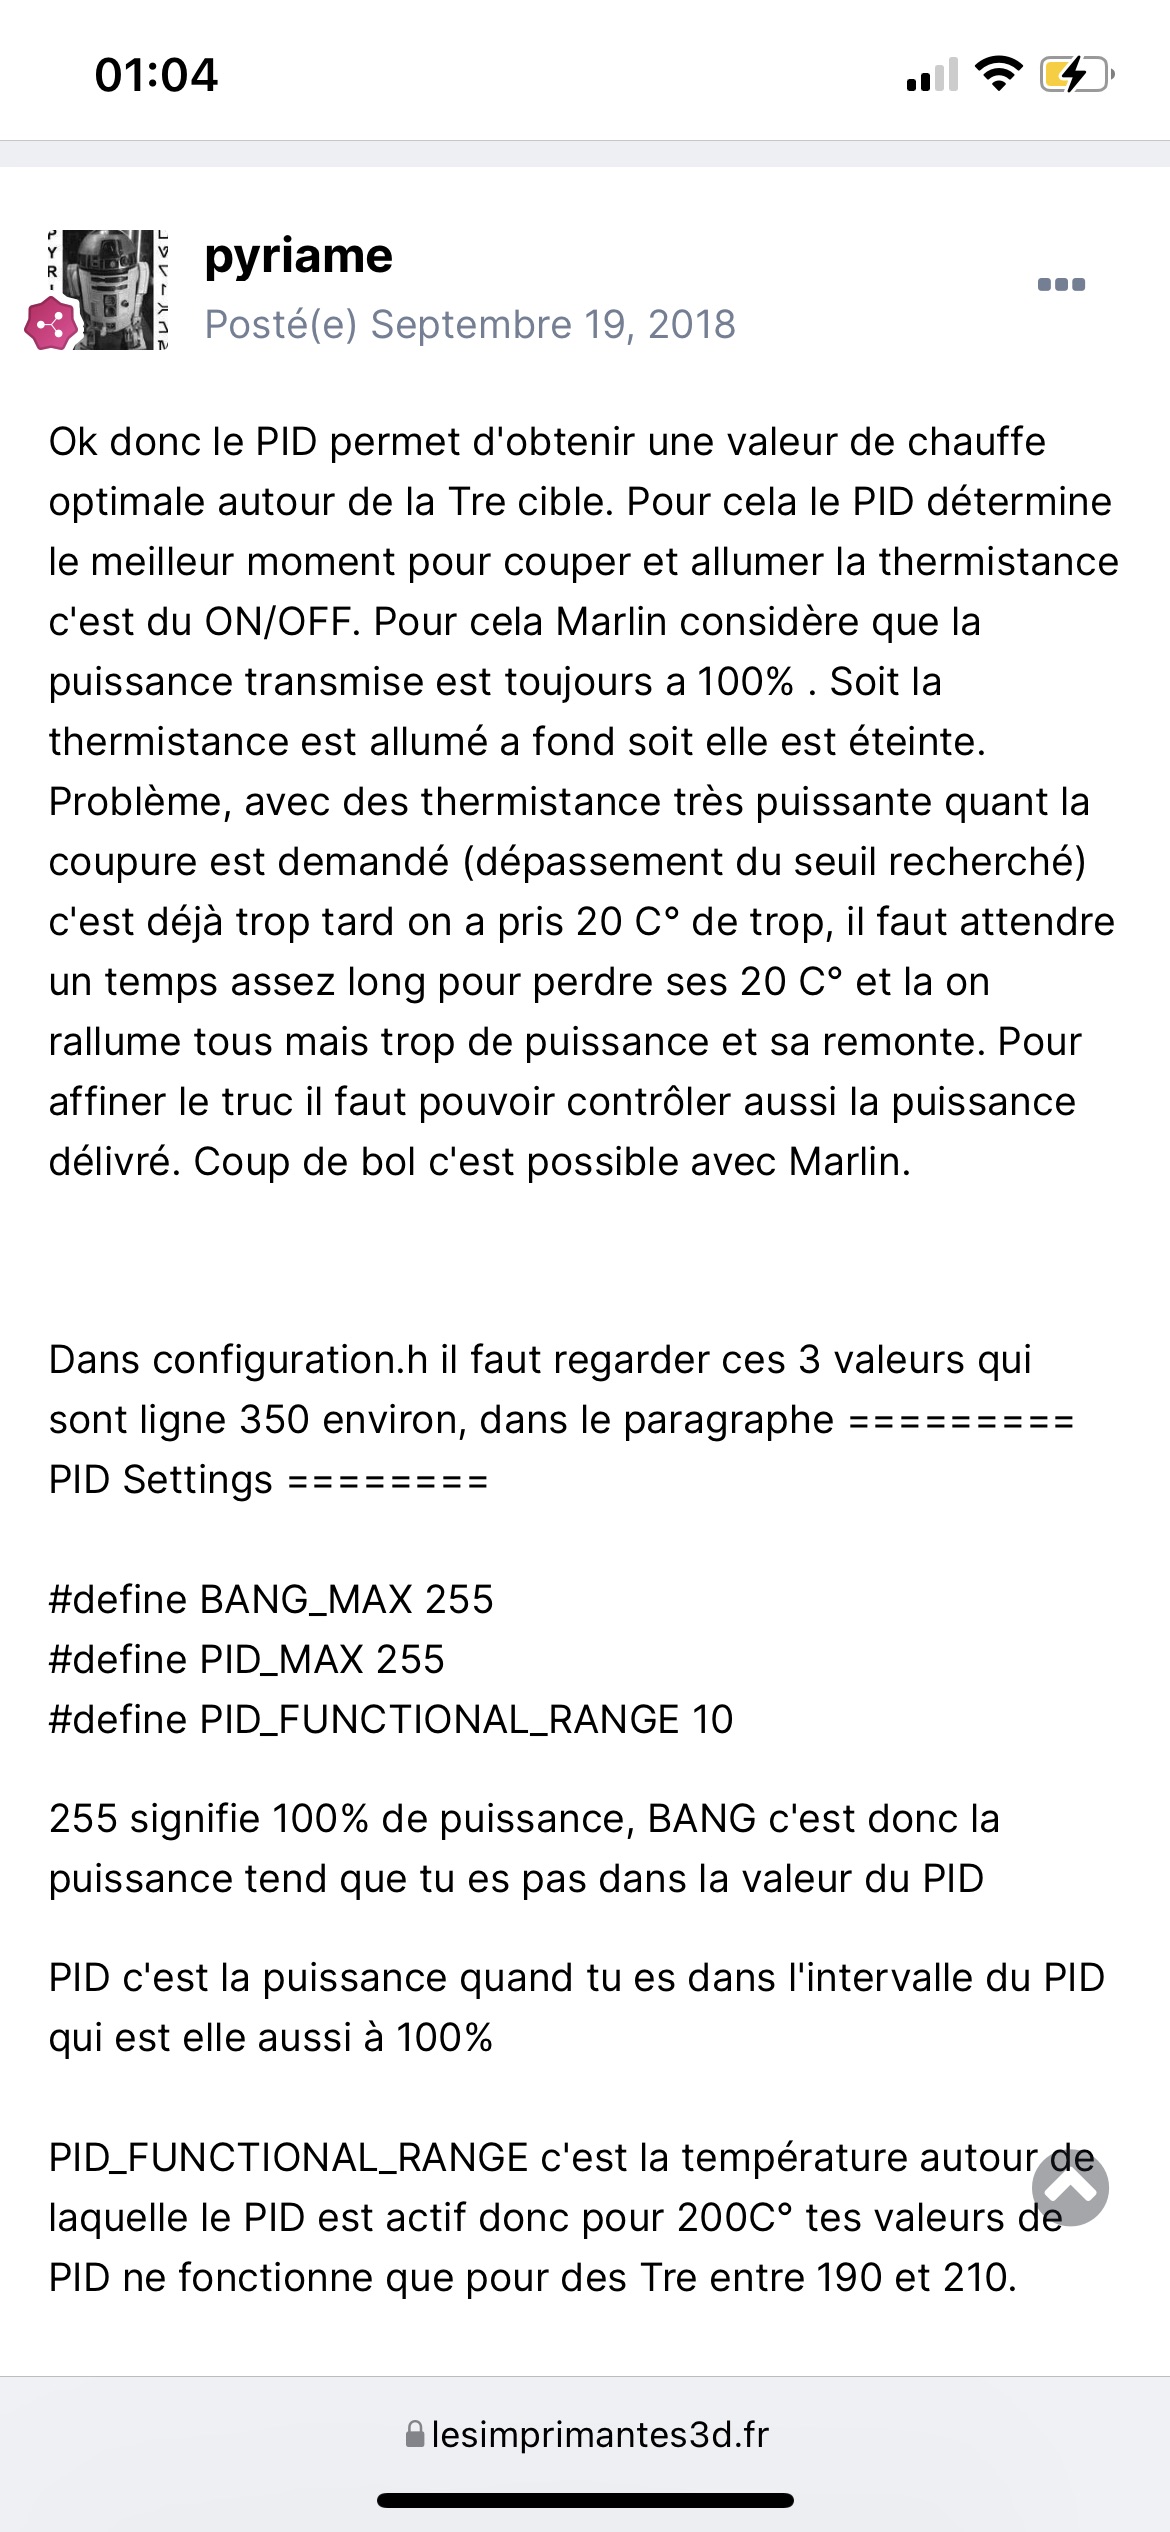 01:04
pyriame
Posté(e) Septembre 19, 2018
Ok donc le PID permet d'obtenir une valeur de chauffe
optimale autour de la Tre cible. Pour cela le PID détermine
le meilleur moment pour couper et allumer la thermistance
c'est du ON/OFF. Pour cela Marlin considère que la
puissance transmise est toujours a 100% . Soit la
thermistance est allumé a fond soit elle est éteinte.
Problème, avec des thermistance très puissante quant la
coupure est demandé (dépassement du seuil recherché)
c'est déjà trop tard on a pris 20 C° de trop, il faut attendre
un temps assez long pour perdre ses 20 C° et la on
rallume tous mais trop de puissance et sa remonte. Pour
affiner le truc il faut pouvoir contrôler aussi la puissance
délivré. Coup de bol c'est possible avec Marlin.
Dans configuration.h il faut regarder ces 3 valeurs qui
sont ligne 350 environ, dans le paragraphe =========
PID Settings ========
#define BANG_MAX 255
#define PID_MAX 255
#define PID_FUNCTIONAL_RANGE 10
255 signifie 100% de puissance, BANG c'est donc la
puissance tend que tu es pas dans la valeur du PID
PID c'est la puissance quand tu es dans l'intervalle du PID
qui est elle aussi à 100%
PID_FUNCTIONAL_RANGE c'est la température autour de
laquelle le PID est actif donc pour 200C° tes valeurs de
PID ne fonctionne que pour des Tre entre 190 et 210.
lesimprimantes3d.fr